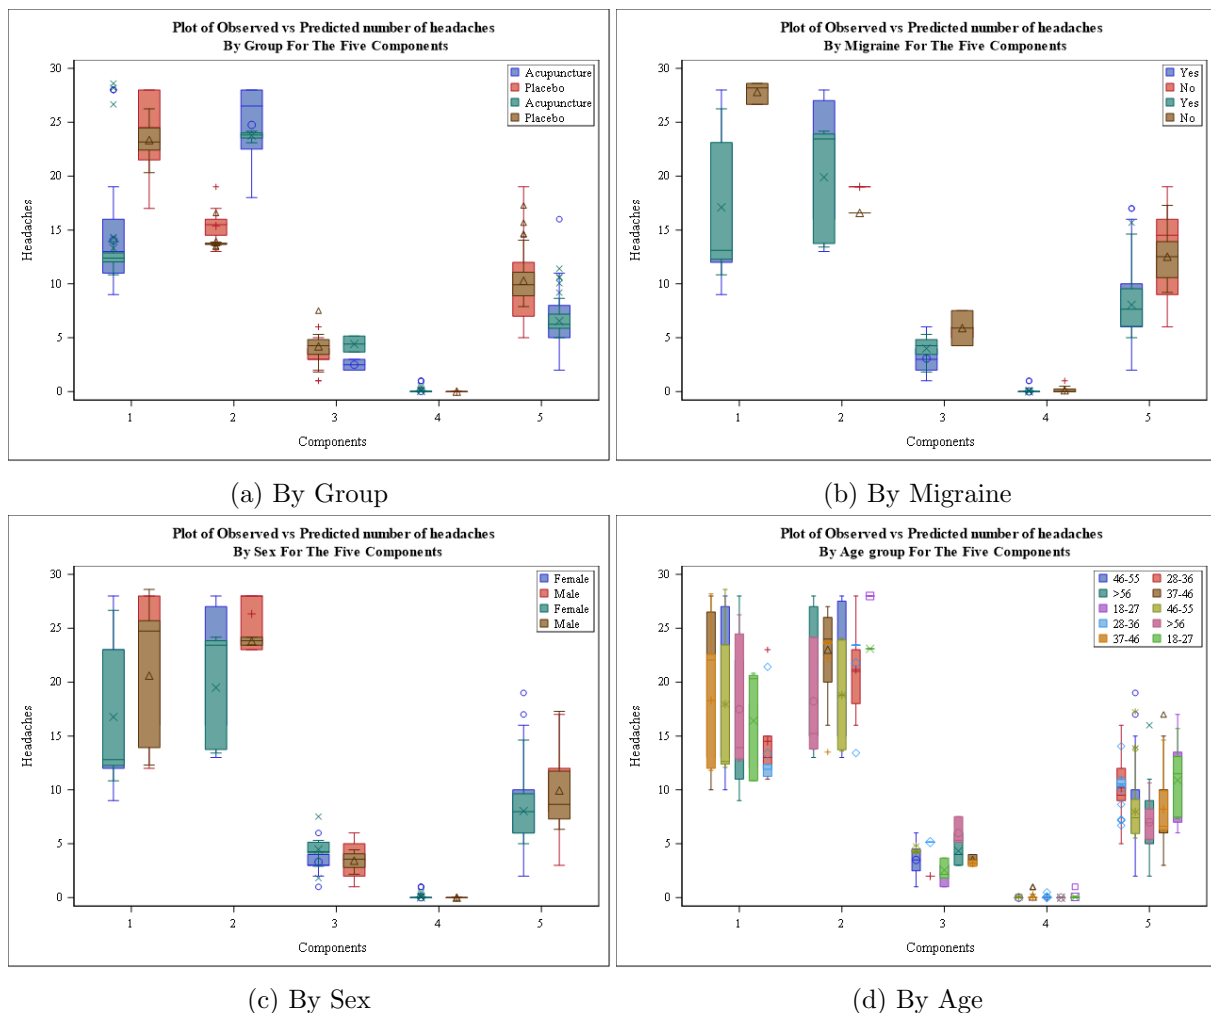 Plot of Observed vs Predicted number of headaches
By Group For The Five Components
30
25
20
15
10
5
0
Headaches
Acupuncture
Placebo
Acupuncture
Placebo
1 2 3 4 5
Components
(a) By Group
Plot of Observed vs Predicted number of headaches
By Migraine For The Five Components
30
25
20
15
10
5
0
Headaches
Yes
No
Yes
No
1 2 3 4 5
Components
(b) By Migraine
Plot of Observed vs Predicted number of headaches
By Sex For The Five Components
30
25
20
15
10
5
0
Headaches
Female
Male
Female
Male
1 2 3 4 5
Components
(c) By Sex
Plot of Observed vs Predicted number of headaches
By Age group For The Five Components
30
25
20
15
10
5
0
Headaches
46-55 28-36
>56 37-46
18-27 46-55
28-36 >56
37-46 18-27
1 2 3 4 5
Components
(d) By Age